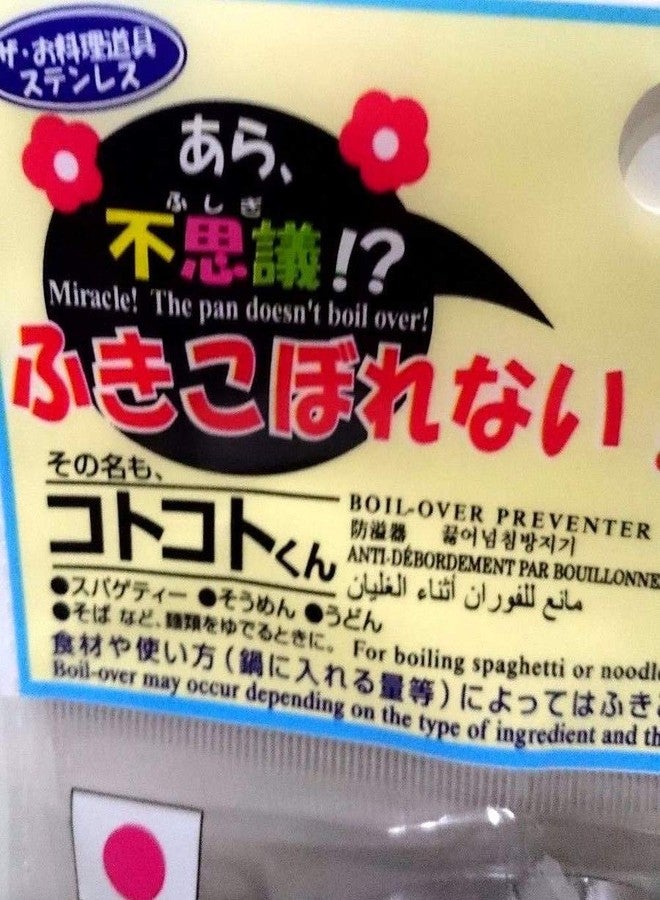 ザ・お料理道具
ステンレス
あら、
ふしぎ
不思議!?
Miracle! The pan doesn't boil over!
ふきこぼれない!
その名も、
コトコトくん
BOIL-OVER PREVENTER
防溢器 끓어넘침방지기
ANTI-DÉBORDEMENT PAR BOUILLONNE
مانع للفوران أثناء الغليان
●スパゲティー ●そうめん ●うどん
●そば など、麺類をゆでるときに。 For boiling spaghetti or noodle
食材や使い方(鍋に入れる量等)によってはふき
Boil-over may occur depending on the type of ingredient and th